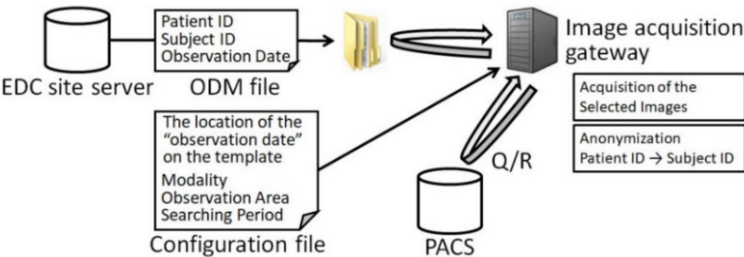 Patient ID
Subject ID
Observation Date
EDC site server
ODM file
Image acquisition
gateway
Acquisition of the
Selected Images
Anonymization
Patient ID → Subject ID
The location of the
“observation date”
on the template
Modality
Observation Area
Searching Period
Configuration file
Q/R
PACS